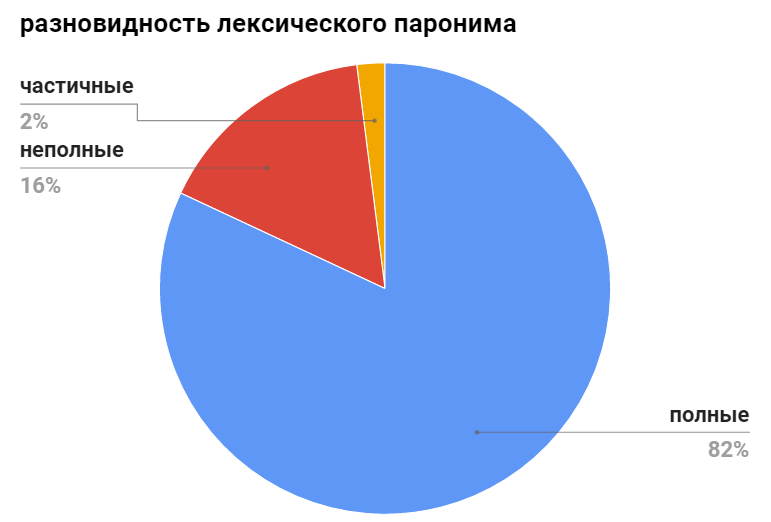 разновидность лексического паронима
частичные
2%
неполные
16%
полные
82%